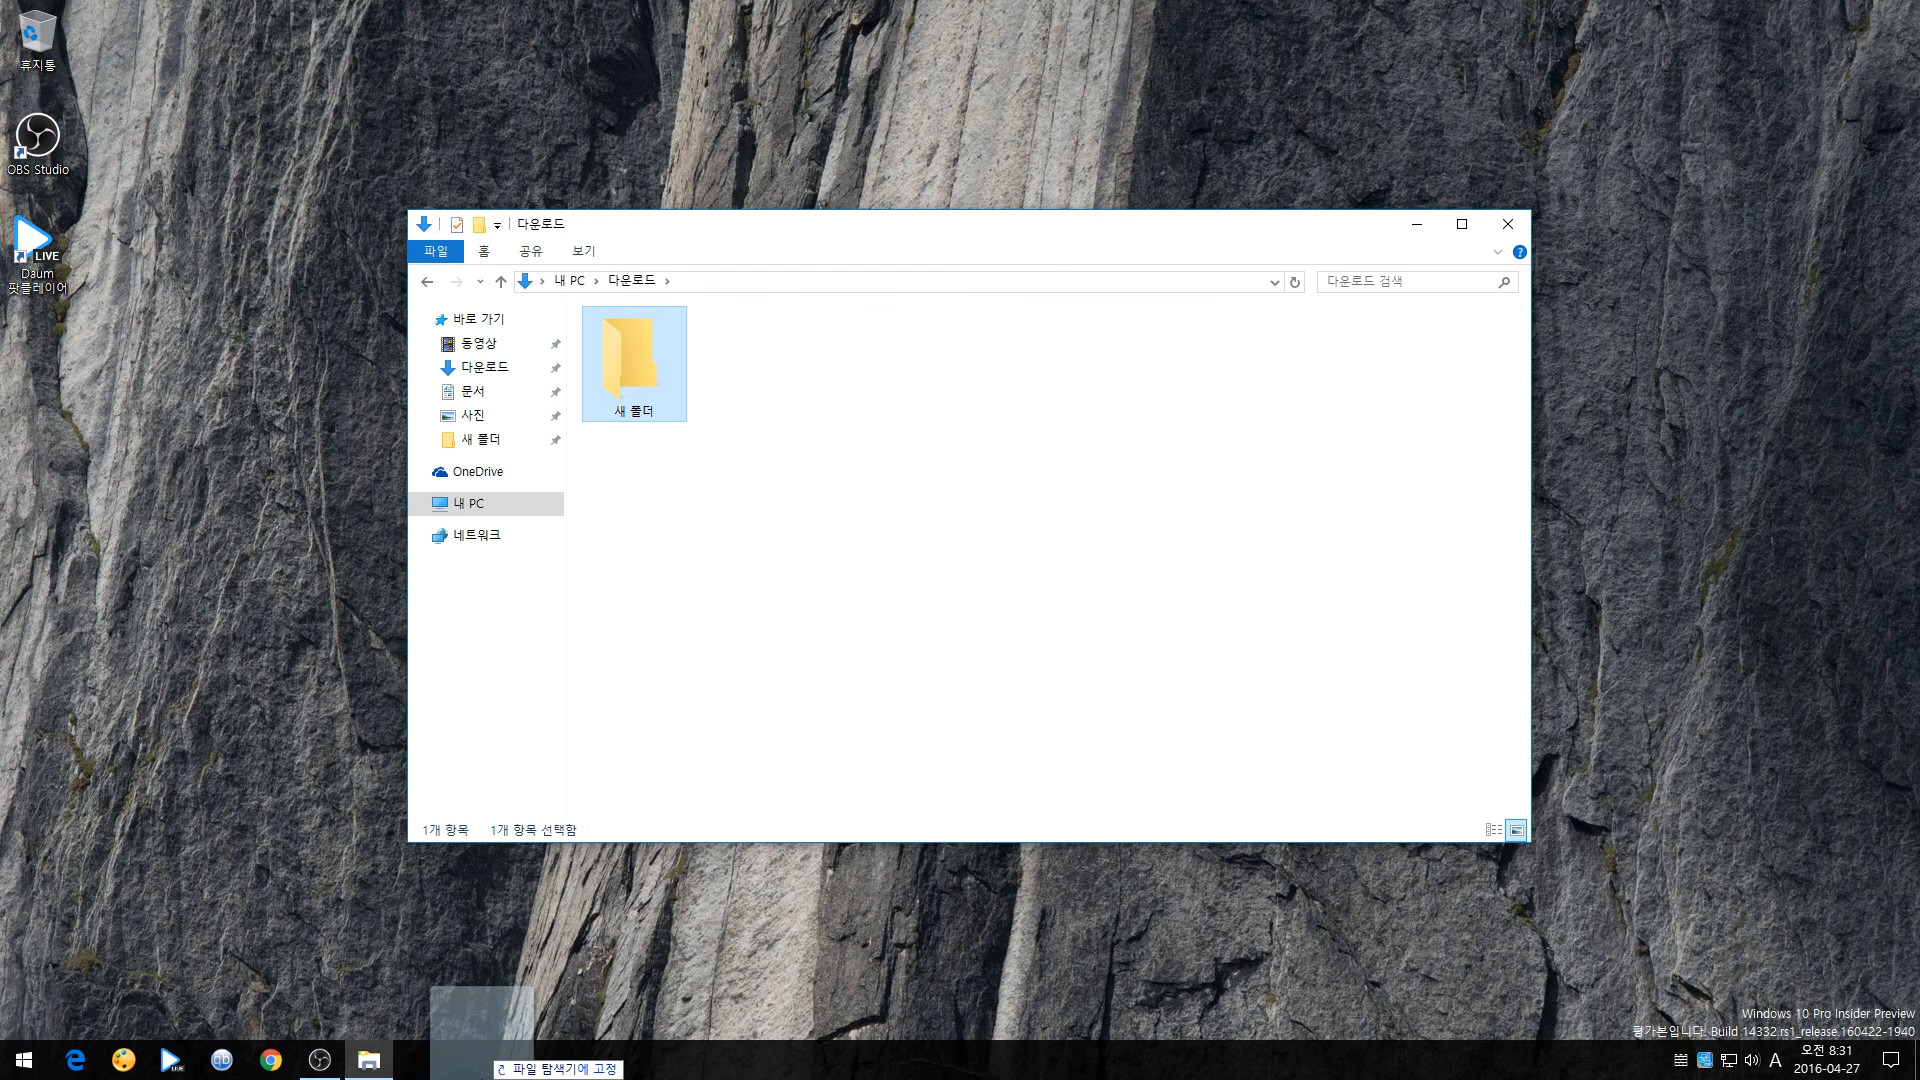 휴지통
OBS Studio
LIVE
Daum
팟플레이어
다운로드
파일
홈
공유
보기
내 PC
다운로드
다운로드 검색
바로 가기
동영상
다운로드
문서
사진
새 폴더
OneDrive
내 PC
네트워크
새 폴더
1개 항목
1개 항목 선택함
Windows 10 Pro Insider Preview
평가본입니다. Build 14332.rs1_release.160422-1940
파일 탐색기에 고정
A
오전 8:31
2016-04-27